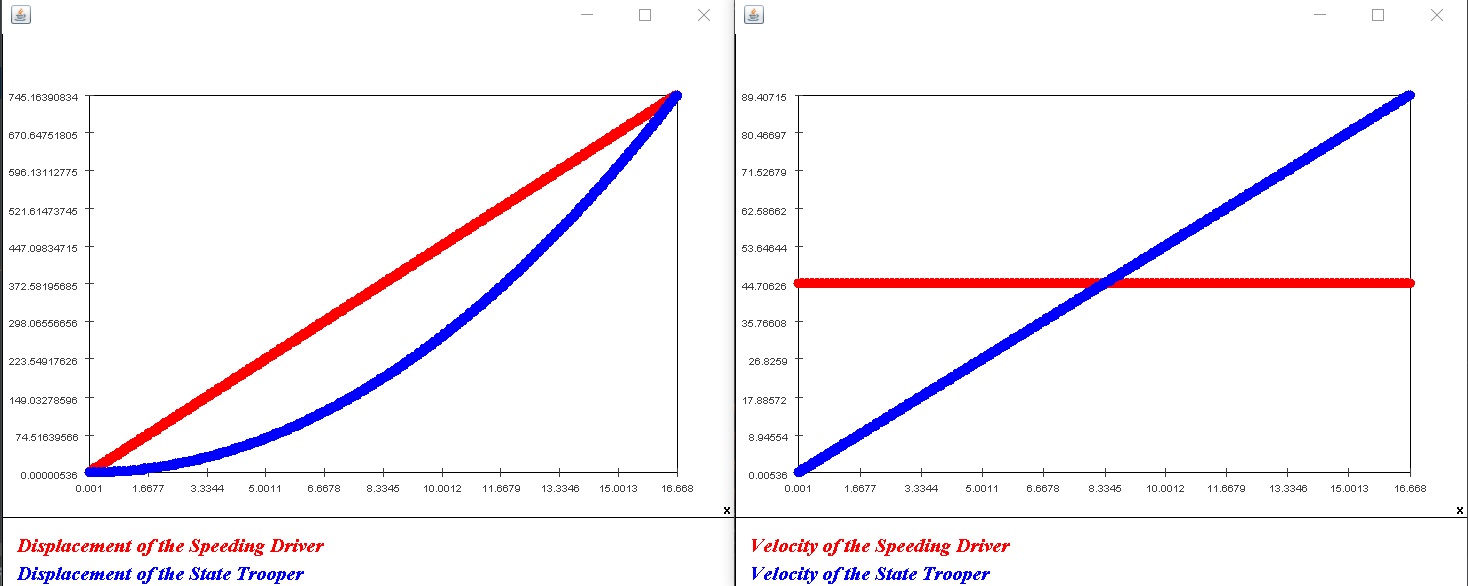 745.16390834
670.64751805
596.13112775
521.61473745
447.09834715
372.58195685
298.06556656
223.54917626
149.03278596
74.51639566
0.00000536
0.001 1.6677 3.3344 5.0011 6.6678 8.3345 10.0012 11.6679 13.3346 15.0013 16.668
x
Displacement of the Speeding Driver
Displacement of the State Trooper
89.40715
80.46697
71.52679
62.58662
53.64644
44.70626
35.76608
26.8259
17.88572
8.94554
0.00536
0.001 1.6677 3.3344 5.0011 6.6678 8.3345 10.0012 11.6679 13.3346 15.0013 16.668
x
Velocity of the Speeding Driver
Velocity of the State Trooper